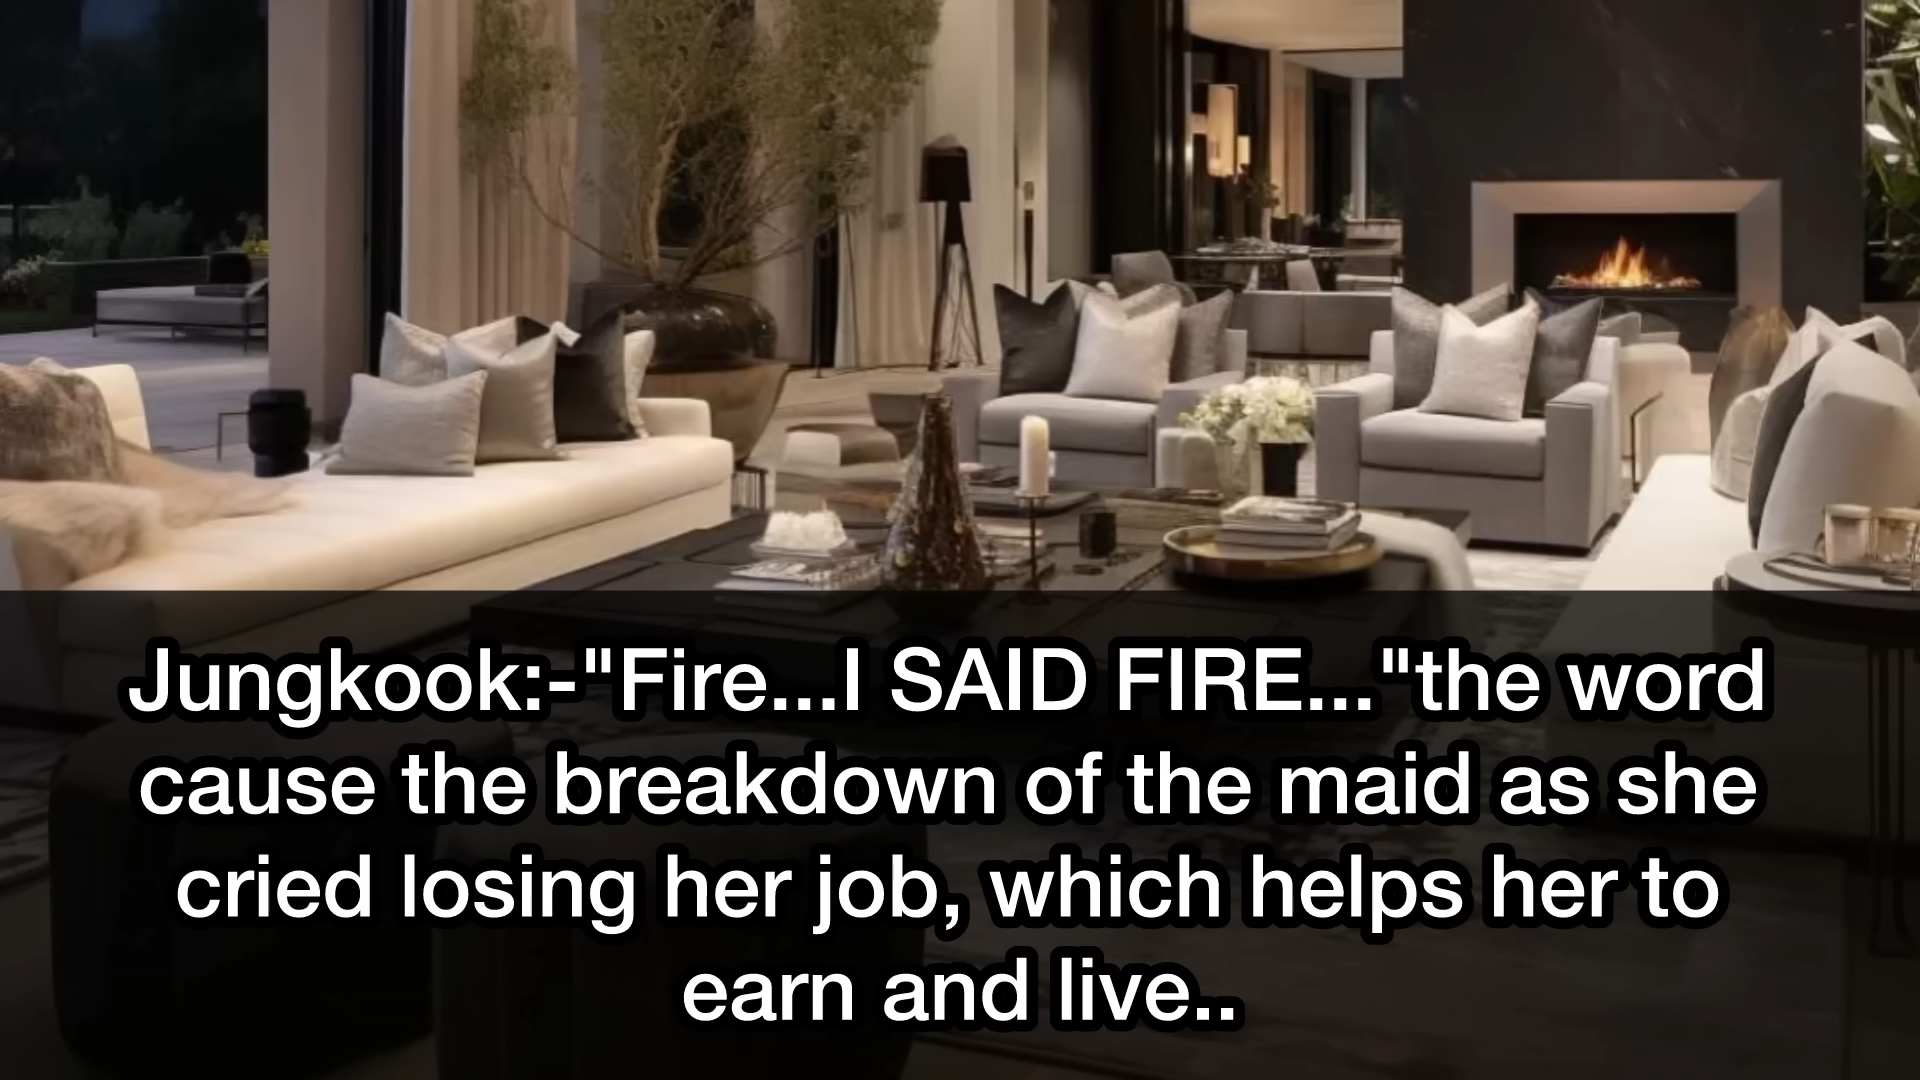 Jungkook:-"Fire...I SAID FIRE..."the word
cause the breakdown of the maid as she
cried losing her job, which helps her to
earn and live..